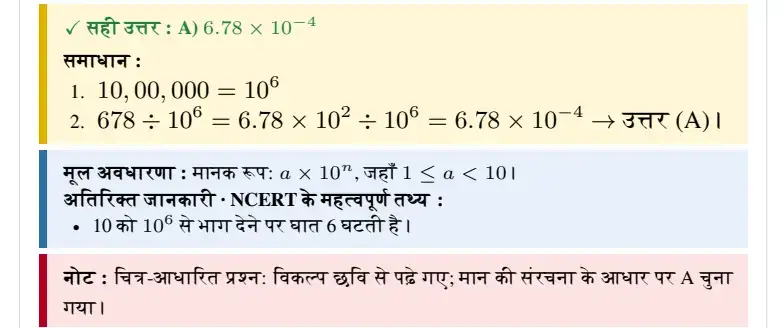 ✓ सही उत्तर : A) 6.78 × 10⁻⁴
समाधान :
1. 10, 00, 000 = 10⁶
2. 678 ÷ 10⁶ = 6.78 × 10² ÷ 10⁶ = 6.78 × 10⁻⁴ → उत्तर (A)।
मूल अवधारणा : मानक रूप: a × 10ⁿ, जहाँ 1 ≤ a < 10।
अतिरिक्त जानकारी · NCERT के महत्वपूर्ण तथ्य :
• 10 को 10⁶ से भाग देने पर घात 6 घटती है।
नोट : चित्र-आधारित प्रश्न: विकल्प छवि से पढ़े गए; मान की संरचना के आधार पर A चुना
गया।